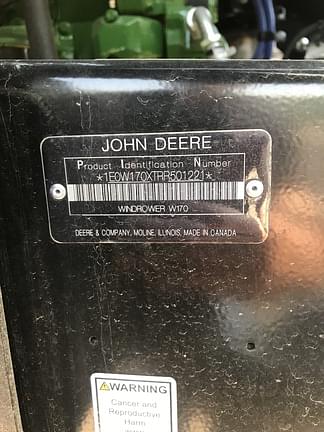 JOHN DEERE
Product Identification Number
*1E0W170XTRR501221*
WINDROWER W170
DEERE & COMPANY, MOLINE, ILLINOIS, MADE IN CANADA
WARNING
Cancer and
Reproductive
Harm